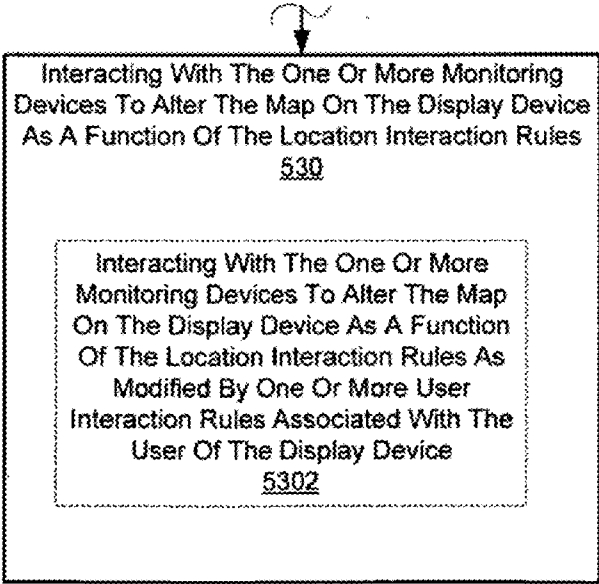 Interacting With The One Or More Monitoring
Devices To Alter The Map On The Display Device
As A Function Of The Location Interaction Rules
530
Interacting With The One Or More
Monitoring Devices To Alter The Map
On The Display Device As A Function
Of The Location Interaction Rules As
Modified By One Or More User
Interaction Rules Associated With The
User Of The Display Device
5302